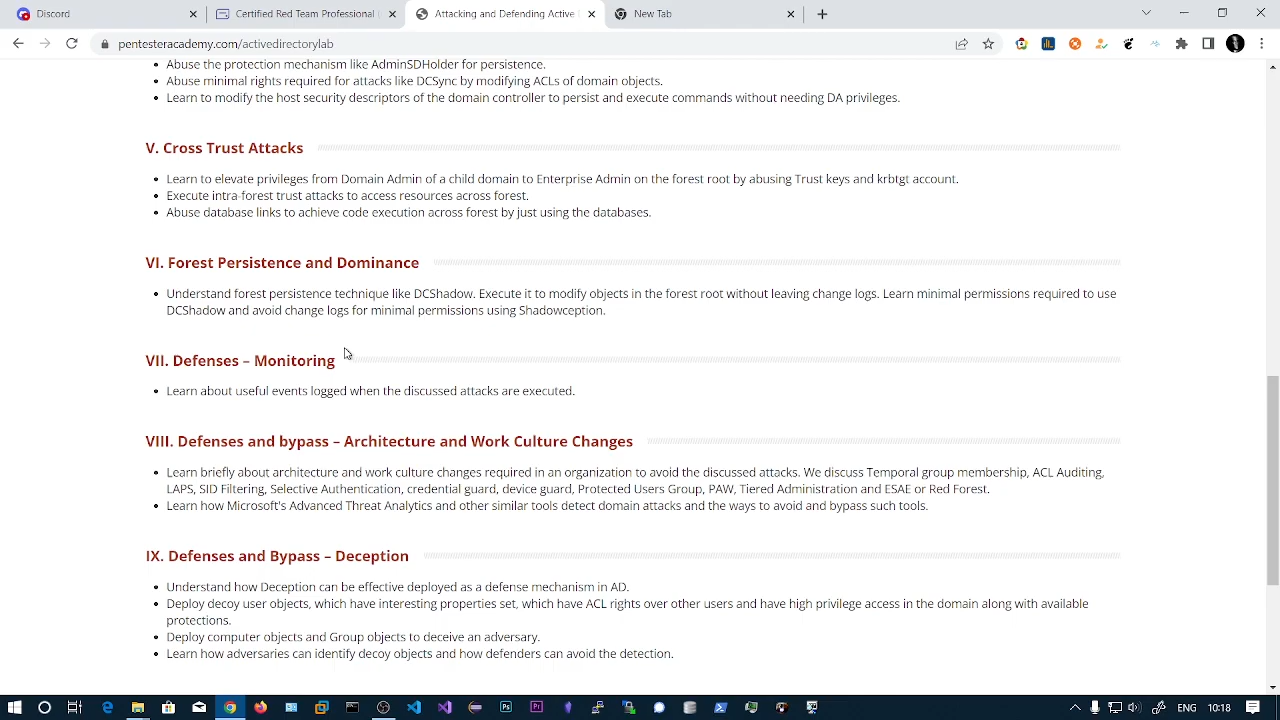 Discord
Certified Red Team Professional
Attacking and Defending Active
New Tab
pentesteracademy.com/activedirectorylab
Abuse the protection mechanism like AdminSDHolder for persistence.
Abuse minimal rights required for attacks like DCSync by modifying ACLs of domain objects.
Learn to modify the host security descriptors of the domain controller to persist and execute commands without needing DA privileges.
V. Cross Trust Attacks
Learn to elevate privileges from Domain Admin of a child domain to Enterprise Admin on the forest root by abusing Trust keys and krbtgt account.
Execute intra-forest trust attacks to access resources across forest.
Abuse database links to achieve code execution across forest by just using the databases.
VI. Forest Persistence and Dominance
Understand forest persistence technique like DCShadow. Execute it to modify objects in the forest root without leaving change logs. Learn minimal permissions required to use
DCShadow and avoid change logs for minimal permissions using Shadowception.
VII. Defenses – Monitoring
Learn about useful events logged when the discussed attacks are executed.
VIII. Defenses and bypass – Architecture and Work Culture Changes
Learn briefly about architecture and work culture changes required in an organization to avoid the discussed attacks. We discuss Temporal group membership, ACL Auditing,
LAPS, SID Filtering, Selective Authentication, credential guard, device guard, Protected Users Group, PAW, Tiered Administration and ESAE or Red Forest.
Learn how Microsoft's Advanced Threat Analytics and other similar tools detect domain attacks and the ways to avoid and bypass such tools.
IX. Defenses and Bypass – Deception
Understand how Deception can be effective deployed as a defense mechanism in AD.
Deploy decoy user objects, which have interesting properties set, which have ACL rights over other users and have high privilege access in the domain along with available
protections.
Deploy computer objects and Group objects to deceive an adversary.
Learn how adversaries can identify decoy objects and how defenders can avoid the detection.
Ps
Pr
ENG
10:18